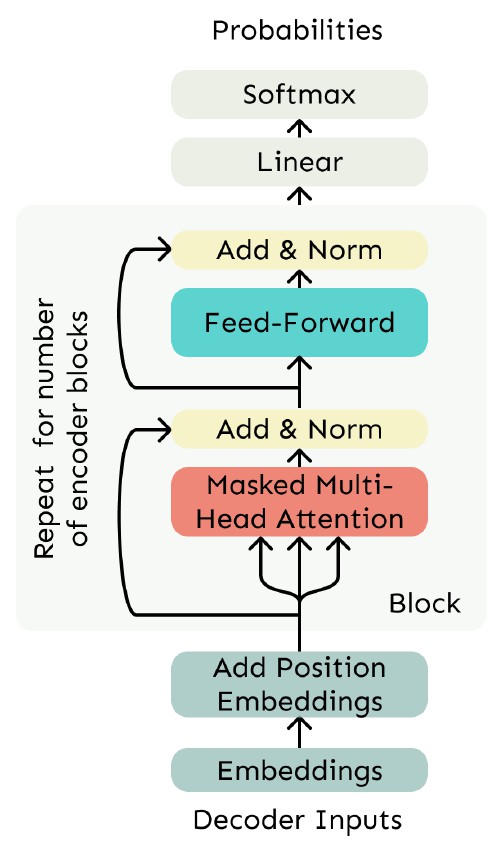 Probabilities
Softmax
Linear
Add & Norm
Feed-Forward
Repeat for number
of encoder blocks
Add & Norm
Masked Multi-
Head Attention
Block
Add Position
Embeddings
Embeddings
Decoder Inputs